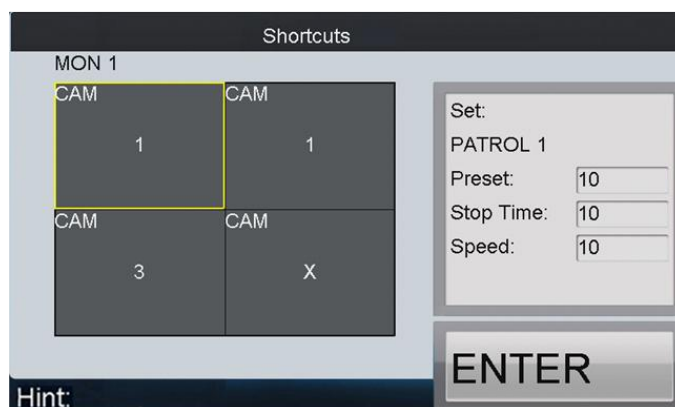 Shortcuts
MON 1
CAM
1
CAM
1
CAM
3
CAM
X
Set:
PATROL 1
Preset: 10
Stop Time: 10
Speed: 10
ENTER
Hint: